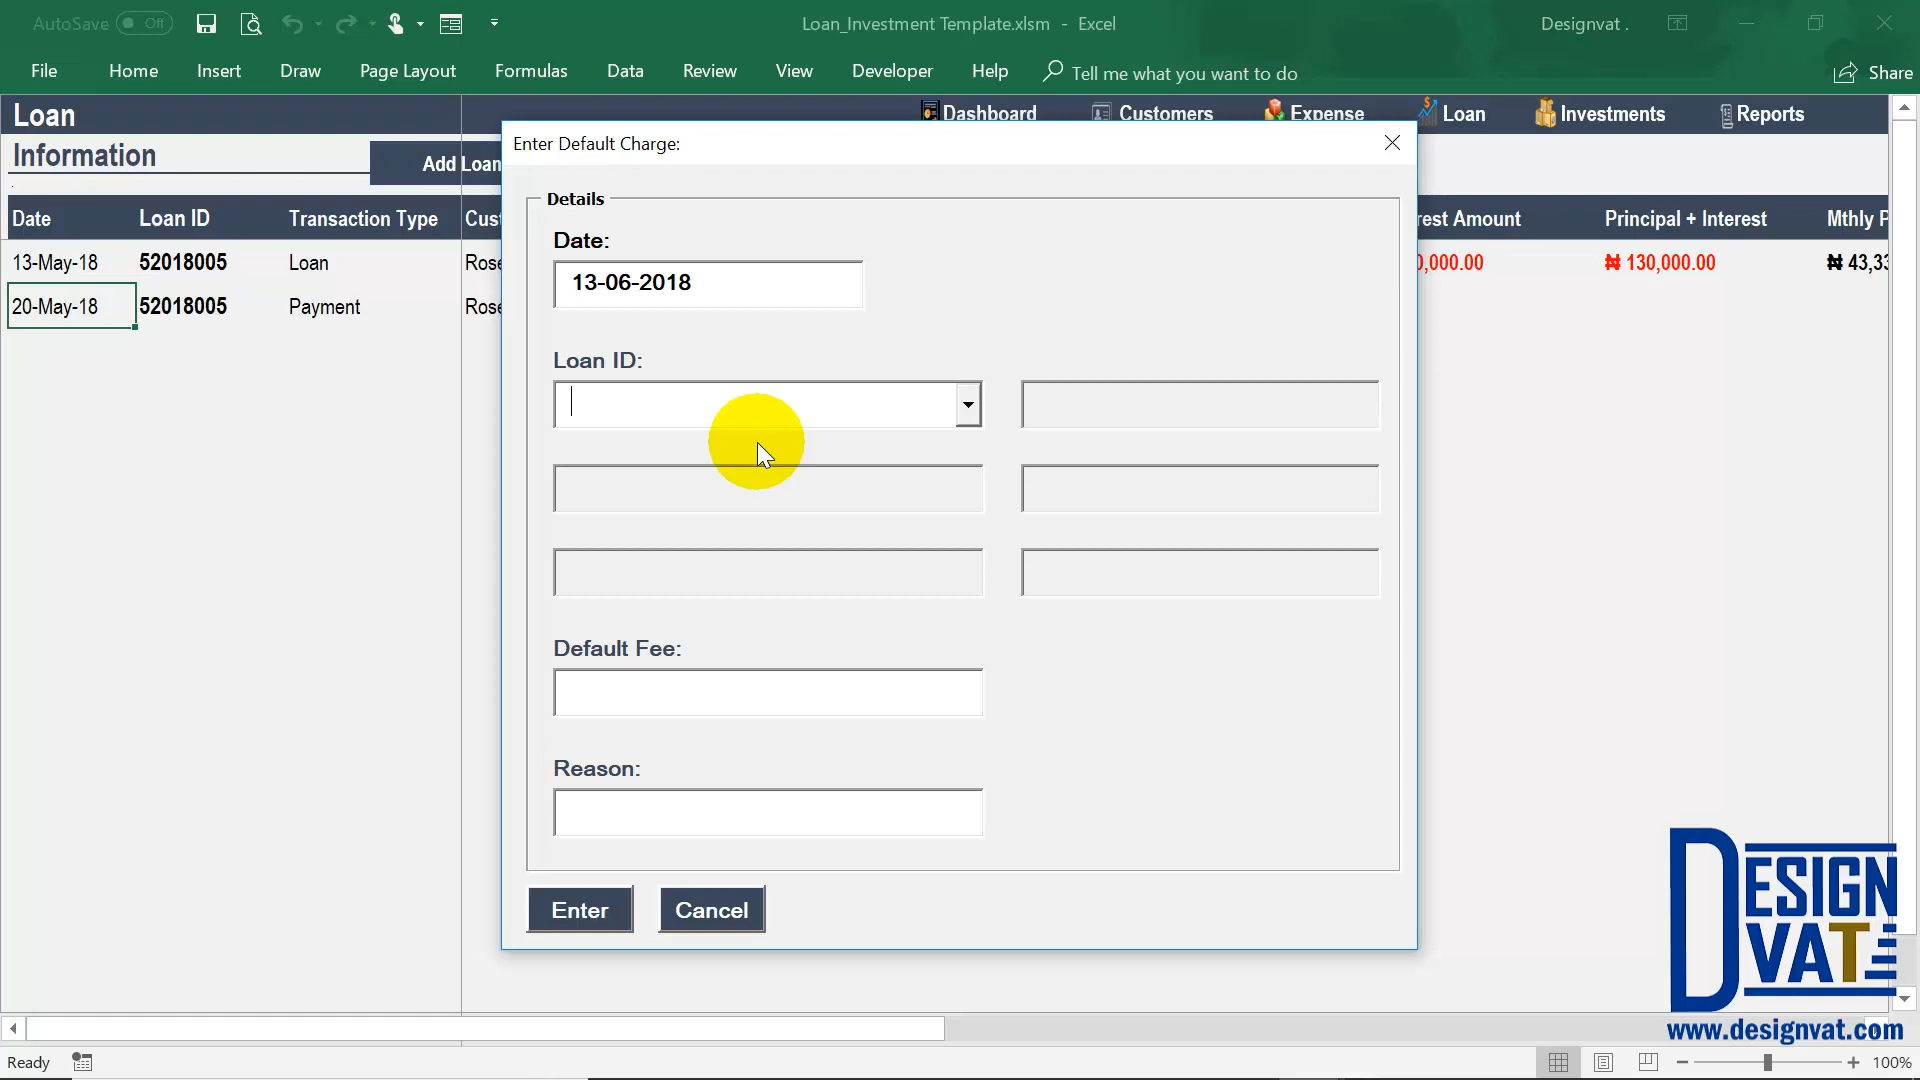 AutoSave Off
Loan_Investment Template.xlsm - Excel
Designvat .
File Home Insert Draw Page Layout Formulas Data Review View Developer Help Tell me what you want to do Share
Loan
Dashboard Customers Expense Loan Investments Reports
Information
Add Loan
Date Loan ID Transaction Type Cus rest Amount Principal + Interest Mthly P
13-May-18 52018005 Loan Rose 0,000.00 ₦ 130,000.00 ₦ 43,33
20-May-18 52018005 Payment Rose
Enter Default Charge:
Details
Date:
13-06-2018
Loan ID:
Default Fee:
Reason:
Enter Cancel
DESIGN
VAT
www.designvat.com
Ready
100%